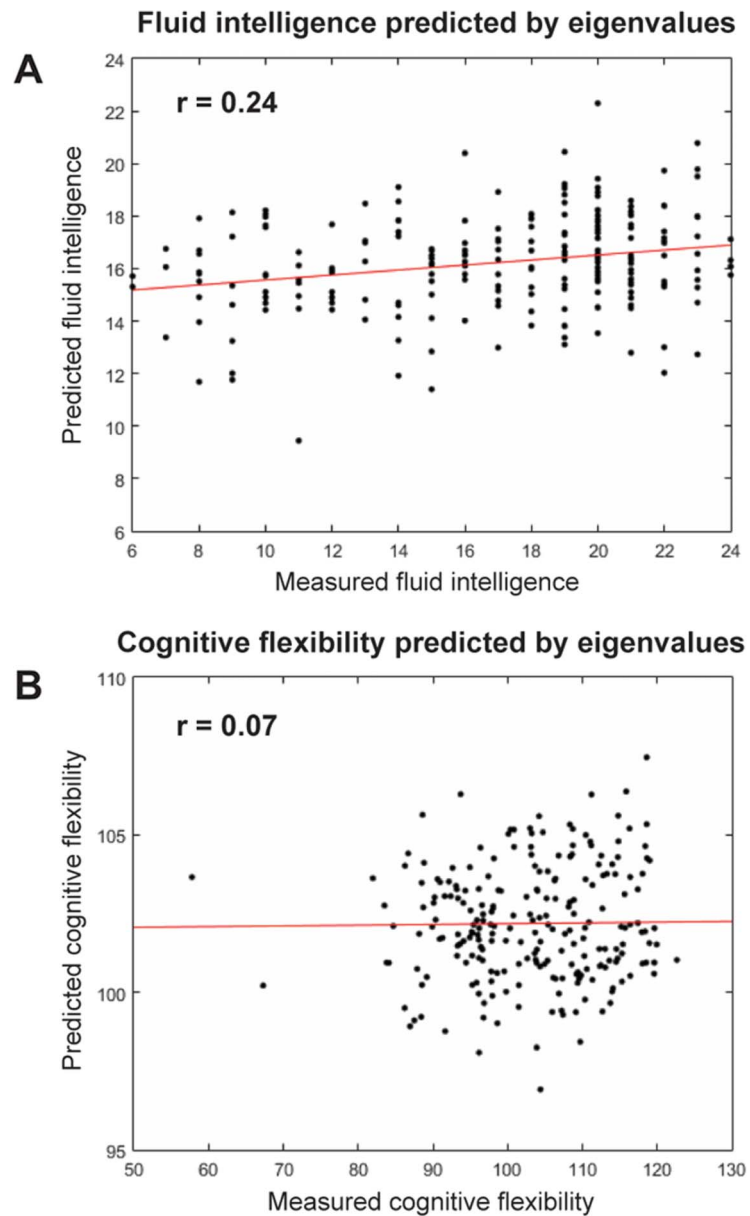 Fluid intelligence predicted by eigenvalues
A
r = 0.24
Predicted fluid intelligence
24
22
20
18
16
14
12
10
8
6
6 8 10 12 14 16 18 20 22 24
Measured fluid intelligence
Cognitive flexibility predicted by eigenvalues
B
r = 0.07
Predicted cognitive flexibility
110
105
100
95
50 60 70 80 90 100 110 120 130
Measured cognitive flexibility